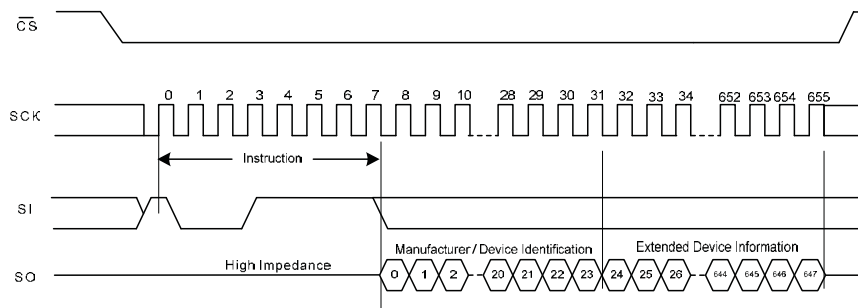 CS
0 1 2 3 4 5 6 7 8 9 10 28 29 30 31 32 33 34 652 653 654 655
SCK
Instruction
SI
Manufacturer / Device Identification Extended Device Information
High Impedance
SO
0 1 2 20 21 22 23 24 25 26 644 645 646 647